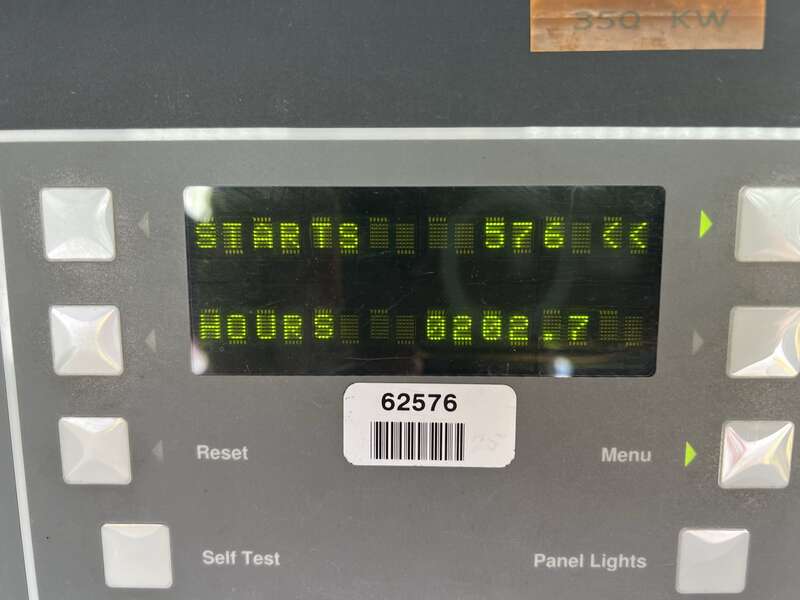 350 KW
STARTS 576 <<
HOURS 0202.7
62576
Reset
Menu
Self Test
Panel Lights